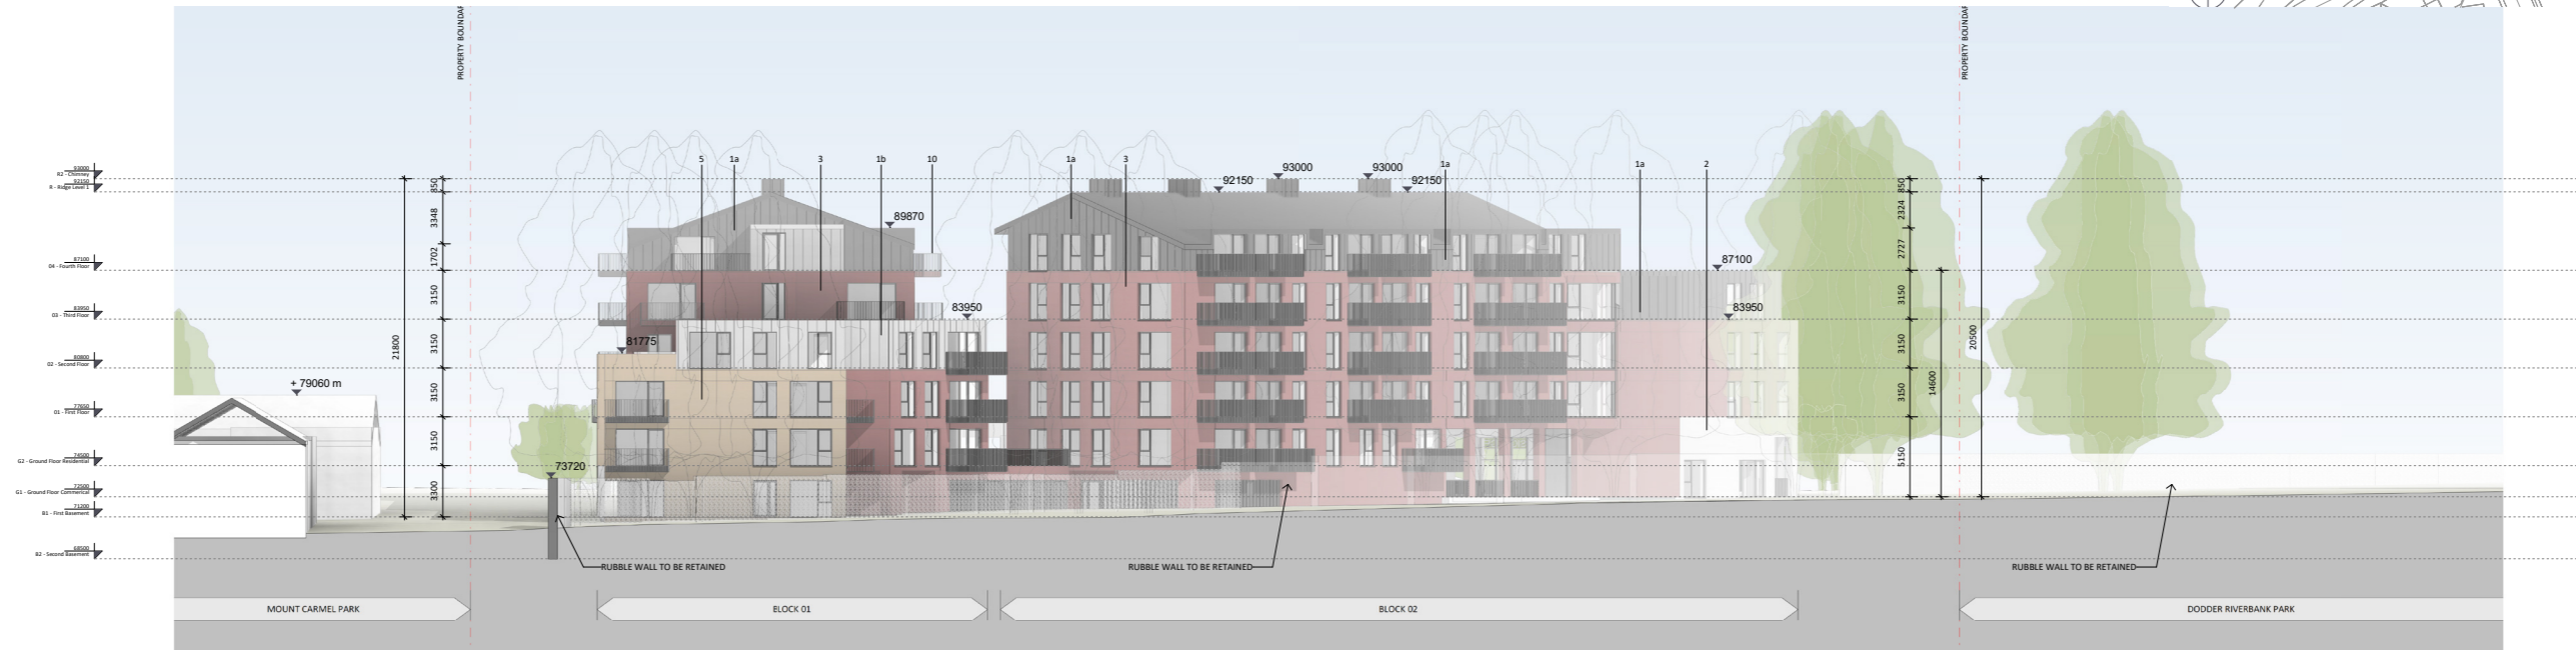 PROPERTY BOUNDAR
PROPERTY BOUNDAR
93000
R2 - Chimney
92150
R - Ridge Level 1
87100
04 - Fourth Floor
83950
03 - Third Floor
80800
02 - Second Floor
77650
01 - First Floor
74500
G2 - Ground Floor Residential
72500
G1 - Ground Floor Commerical
71200
B1 - First Basement
68500
B2 - Second Basement
21800
850
3348
1702
3150
3150
3150
3150
3300
+ 79060 m
73720
81775
5
1a
3
1b
10
89870
83950
1a
3
92150
93000
93000
92150
1a
1a
2
87100
83950
850
2324
2727
3150
3150
3150
5150
14600
20500
RUBBLE WALL TO BE RETAINED
RUBBLE WALL TO BE RETAINED
RUBBLE WALL TO BE RETAINED
MOUNT CARMEL PARK
BLOCK 01
BLOCK 02
DODDER RIVERBANK PARK